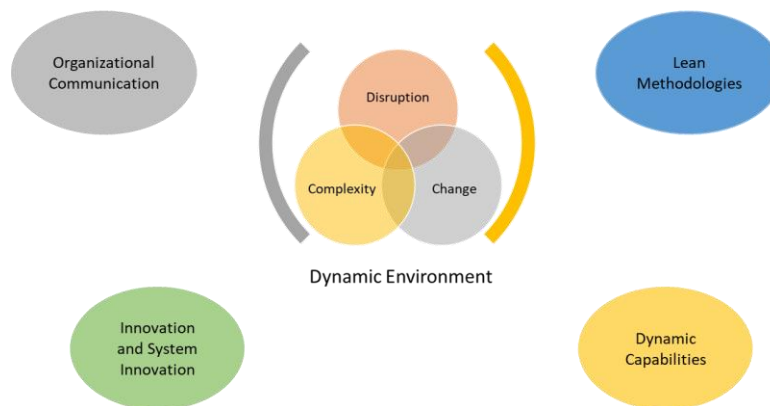 Organizational
Communication
Disruption
Lean
Methodologies
Complexity
Change
Dynamic Environment
Innovation
and System
Innovation
Dynamic
Capabilities